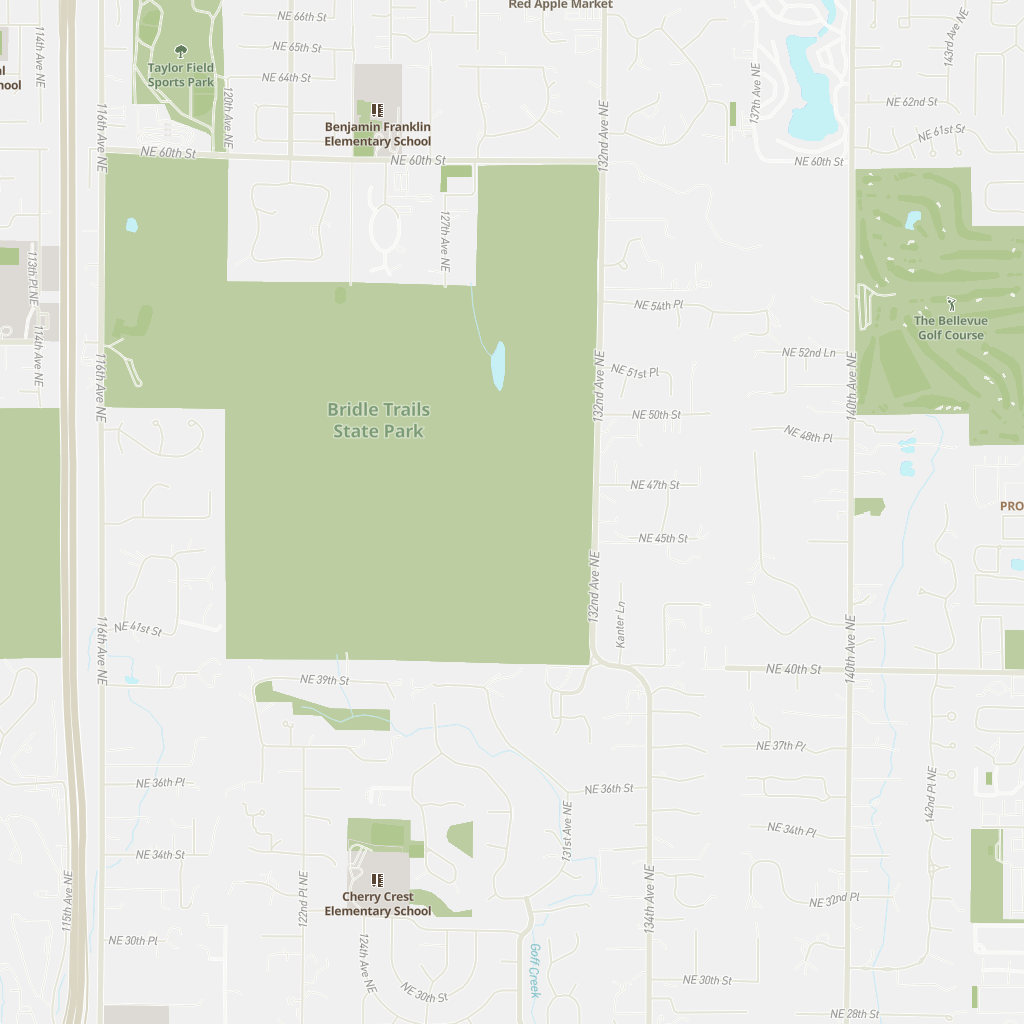 Red Apple Market
NE 66th St
114th Ave NE
143rd Ave NE
NE 65th St
Taylor Field
Sports Park
NE 64th St
137th Ave NE
116th Ave NE
120th Ave NE
NE 62nd St
Benjamin Franklin
Elementary School
132nd Ave NE
NE 61st St
NE 60th St
NE 60th St
NE 60th St
127th Ave NE
113th Pl NE
NE 54th Pl
The Bellevue
Golf Course
114th Ave NE
116th Ave NE
NE 52nd Ln
132nd Ave NE
140th Ave NE
NE 51st Pl
Bridle Trails
State Park
NE 50th St
NE 48th Pl
NE 47th St
PRO
NE 45th St
132nd Ave NE
Kanter Ln
116th Ave NE
NE 41st St
140th Ave NE
NE 40th St
NE 39th St
NE 37th Pl
NE 36th Pl
NE 36th St
142nd Pl NE
131st Ave NE
NE 34th Pl
NE 34th St
115th Ave NE
122nd Pl NE
Cherry Crest
Elementary School
134th Ave NE
NE 32nd Pl
NE 30th Pl
124th Ave NE
Goff Creek
NE 30th St
NE 30th St
NE 28th St